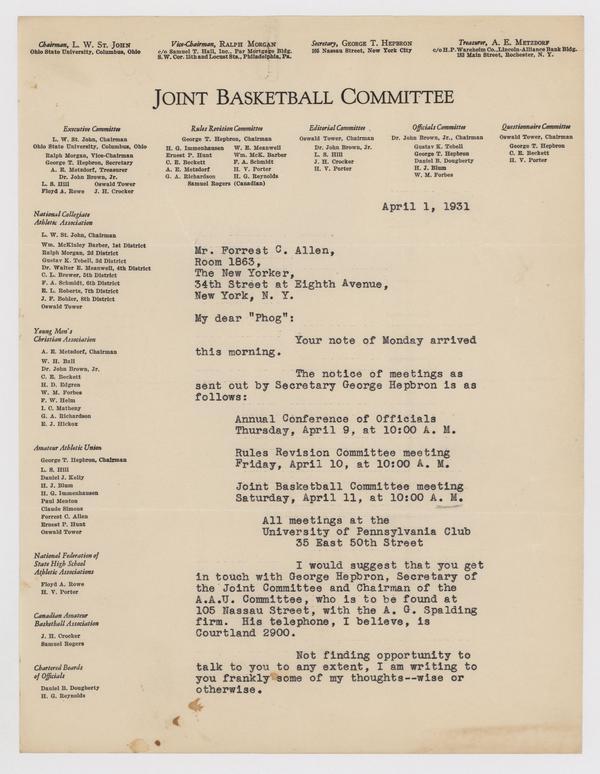 Chairman, L. W. ST. JOHN
Ohio State University, Columbus, Ohio
Vice-Chairman, RALPH MORGAN
c/o Samuel T. Hall, Inc., Par Mortgage Bldg.
S. W. Cor. 15th and Locust Sts., Philadelphia, Pa.
Secretary, GEORGE T. HEPBRON
105 Nassau Street, New York City
Treasurer, A. E. METZDORF
c/o H. P. Wareheim Co., Lincoln-Alliance Bank Bldg.
183 Main Street, Rochester, N. Y.
JOINT BASKETBALL COMMITTEE
Executive Committee
L. W. St. John, Chairman
Ohio State University, Columbus, Ohio
Ralph Morgan, Vice-Chairman
George T. Hepbron, Secretary
A. E. Metzdorf, Treasurer
Dr. John Brown, Jr.
L. S. Hill Oswald Tower
Floyd A. Rowe J. H. Crocker
Rules Revision Committee
George T. Hepbron, Chairman
H. G. Immenhausen W. E. Meanwell
Ernest P. Hunt Wm. McK. Barber
C. E. Beckett F. A. Schmidt
A. E. Metzdorf H. V. Porter
G. A. Richardson H. G. Reynolds
Samuel Rogers (Canadian)
Editorial Committee
Oswald Tower, Chairman
Dr. John Brown, Jr.
L. S. Hill
J. H. Crocker
H. V. Porter
Officials Committee
Dr. John Brown, Jr., Chairman
Gustav K. Tebell
George T. Hepbron
Daniel B. Dougherty
H. J. Blum
W. M. Forbes
Questionnaire Committee
Oswald Tower, Chairman
George T. Hepbron
C. E. Beckett
H. V. Porter
April 1, 1931
National Collegiate
Athletic Association
L. W. St. John, Chairman
Wm. McKinley Barber, 1st District
Ralph Morgan, 2d District
Gustav K. Tebell, 3d District
Dr. Walter E. Meanwell, 4th District
C. L. Brewer, 5th District
F. A. Schmidt, 6th District
E. L. Roberts, 7th District
J. F. Bohler, 8th District
Oswald Tower
Young Men's
Christian Association
A. E. Metzdorf, Chairman
W. H. Ball
Dr. John Brown, Jr.
C. E. Beckett
H. D. Edgren
W. M. Forbes
F. W. Helm
I. C. Matheny
G. A. Richardson
E. J. Hickox
Amateur Athletic Union
George T. Hepbron, Chairman
L. S. Hill
Daniel J. Kelly
H. J. Blum
H. G. Immenhausen
Paul Menton
Claude Simons
Forrest C. Allen
Ernest P. Hunt
Oswald Tower
National Federation of
State High School
Athletic Associations
Floyd A. Rowe
H. V. Porter
Canadian Amateur
Basketball Association
J. H. Crocker
Samuel Rogers
Chartered Boards
of Officials
Daniel B. Dougherty
H. G. Reynolds
Mr. Forrest C. Allen,
Room 1863,
The New Yorker,
34th Street at Eighth Avenue,
New York, N. Y.
My dear "Phog":
Your note of Monday arrived
this morning.
The notice of meetings as
sent out by Secretary George Hepbron is as
follows:
Annual Conference of Officials
Thursday, April 9, at 10:00 A. M.
Rules Revision Committee meeting
Friday, April 10, at 10:00 A. M.
Joint Basketball Committee meeting
Saturday, April 11, at 10:00 A. M.
All meetings at the
University of Pennsylvania Club
35 East 50th Street
I would suggest that you get
in touch with George Hepbron, Secretary of
the Joint Committee and Chairman of the
A.A.U. Committee, who is to be found at
105 Nassau Street, with the A. G. Spalding
firm. His telephone, I believe, is
Courtland 2900.
Not finding opportunity to
talk to you to any extent, I am writing to
you frankly some of my thoughts--wise or
otherwise.